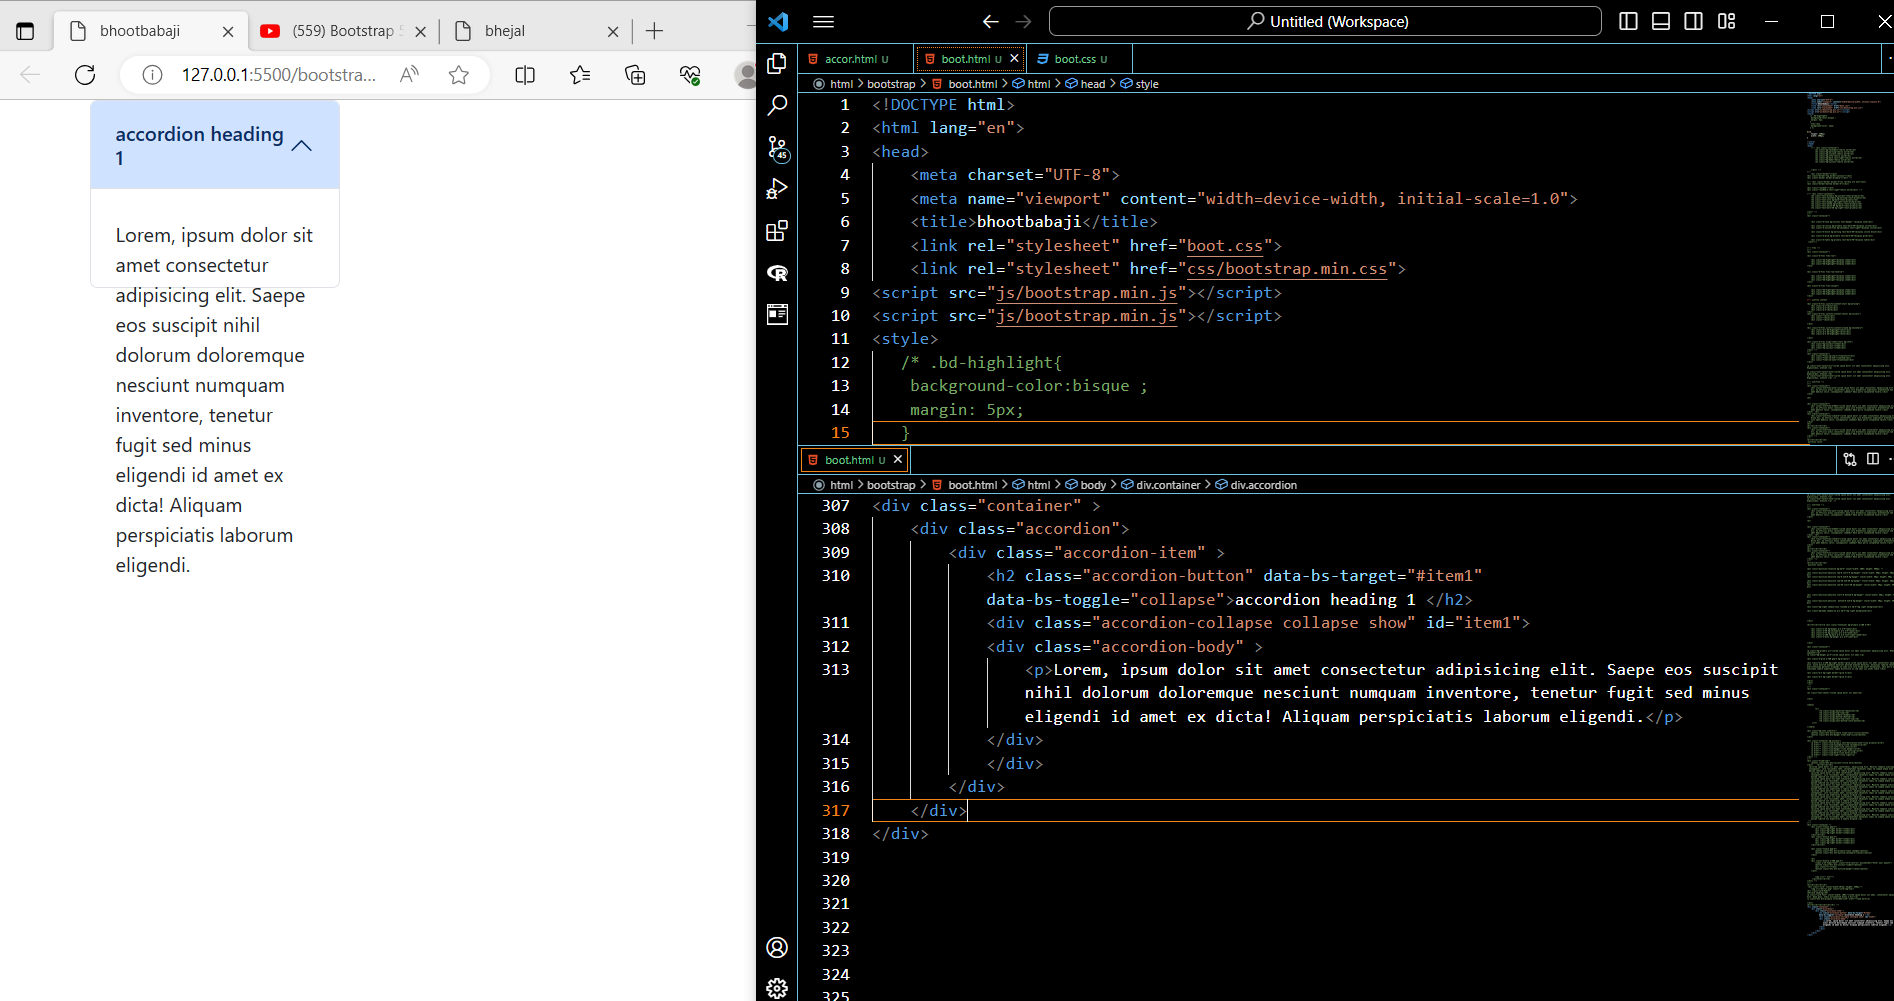 bhootbabaji
(559) Bootstrap 5
bhejal
127.0.0.1:5500/bootstra...
accordion heading
1
Lorem, ipsum dolor sit
amet consectetur
adipisicing elit. Saepe
eos suscipit nihil
dolorum doloremque
nesciunt numquam
inventore, tenetur
fugit sed minus
eligendi id amet ex
dicta! Aliquam
perspiciatis laborum
eligendi.
Untitled (Workspace)
accor.html U
boot.html U
boot.css U
html > bootstrap > boot.html > html > head > style
45
1 <!DOCTYPE html>
2 <html lang="en">
3 <head>
4 <meta charset="UTF-8">
5 <meta name="viewport" content="width=device-width, initial-scale=1.0">
6 <title>bhootbabaji</title>
7 <link rel="stylesheet" href="boot.css">
8 <link rel="stylesheet" href="css/bootstrap.min.css">
9 <script src="js/bootstrap.min.js"></script>
10 <script src="js/bootstrap.min.js"></script>
11 <style>
12 /* .bd-highlight{
13 background-color:bisque ;
14 margin: 5px;
15 }
boot.html U
html > bootstrap > boot.html > html > body > div.container > div.accordion
307 <div class="container" >
308 <div class="accordion">
309 <div class="accordion-item" >
310 <h2 class="accordion-button" data-bs-target="#item1"
data-bs-toggle="collapse">accordion heading 1 </h2>
311 <div class="accordion-collapse collapse show" id="item1">
312 <div class="accordion-body" >
313 <p>Lorem, ipsum dolor sit amet consectetur adipisicing elit. Saepe eos suscipit
nihil dolorum doloremque nesciunt numquam inventore, tenetur fugit sed minus
eligendi id amet ex dicta! Aliquam perspiciatis laborum eligendi.</p>
314 </div>
315 </div>
316 </div>
317 </div>
318 </div>
319
320
321
322
323
324
325